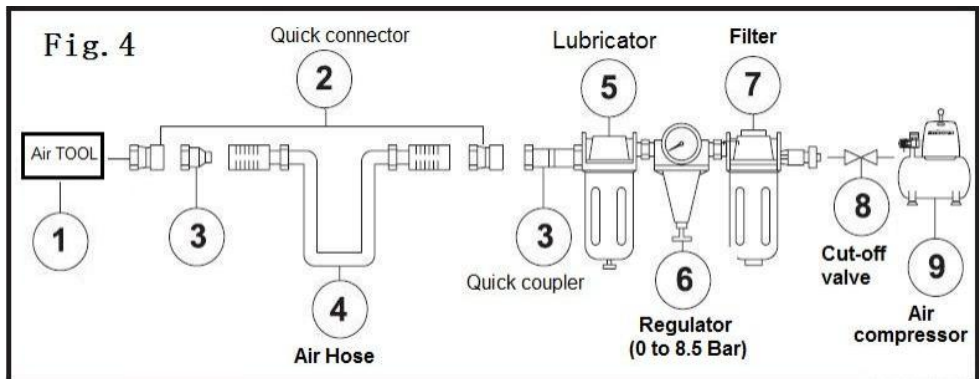 Fig. 4
Quick connector
2
Lubricator
5
Filter
7
Air TOOL
1
3
4
Air Hose
3
Quick coupler
6
Regulator
(0 to 8.5 Bar)
8
Cut-off
valve
9
Air
compressor